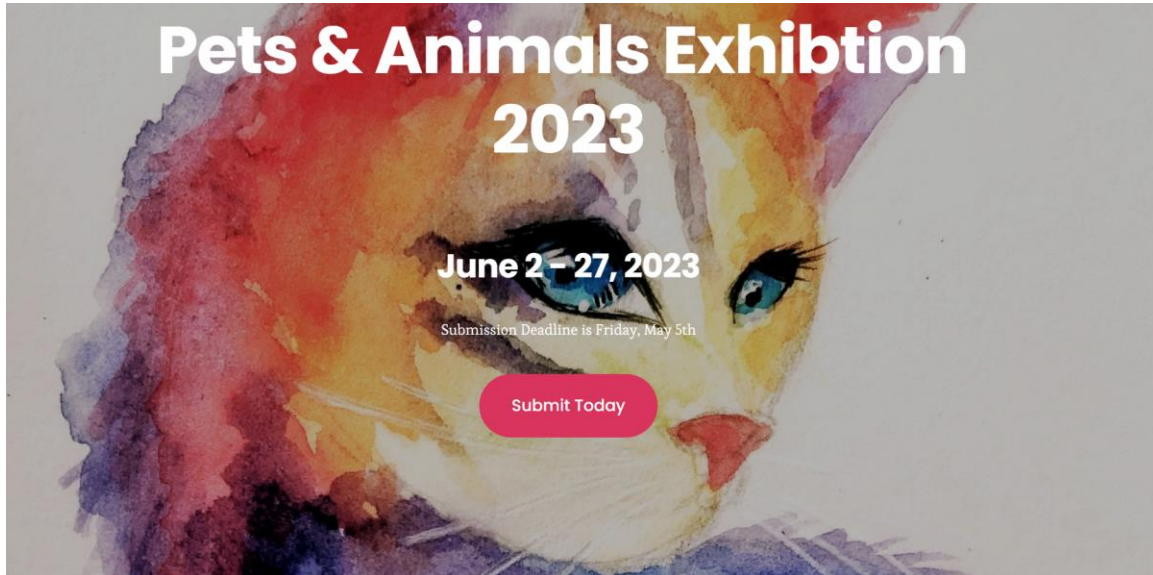 Pets & Animals Exhibtion
2023
June 2 - 27, 2023
Submission Deadline is Friday, May 5th
Submit Today